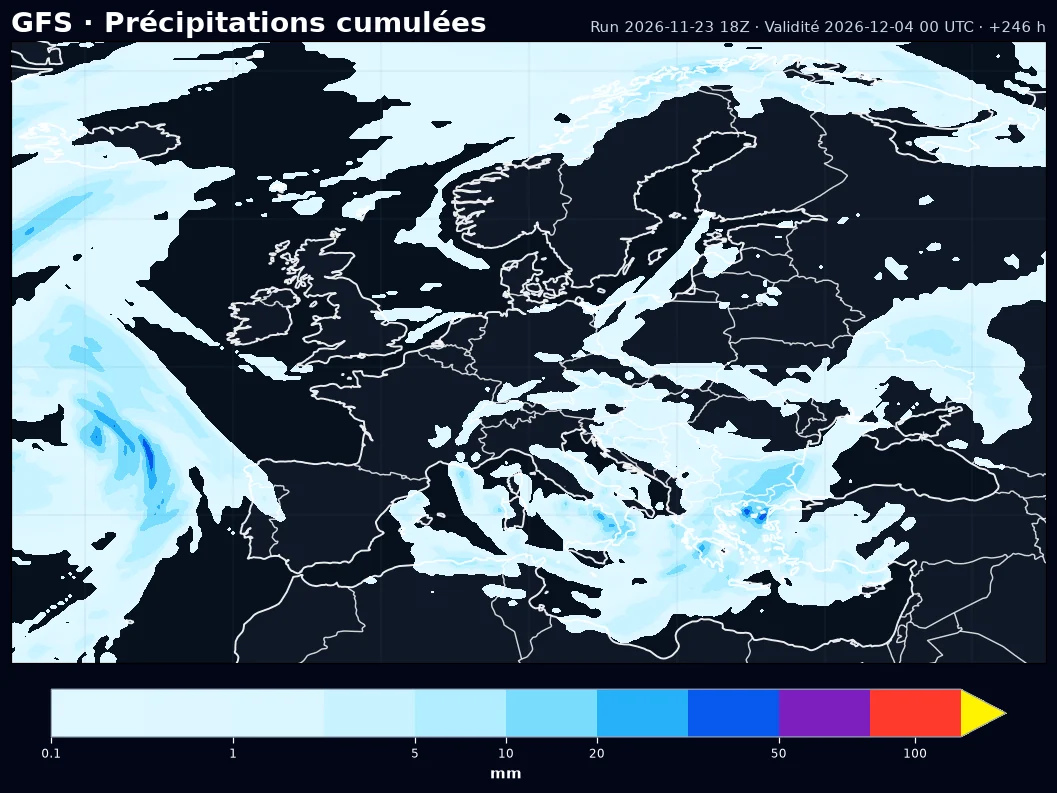 GFS · Précipitations cumulées
Run 2026-11-23 18Z · Validité 2026-12-04 00 UTC · +246 h
0.1 1 5 10 20 50 100
mm